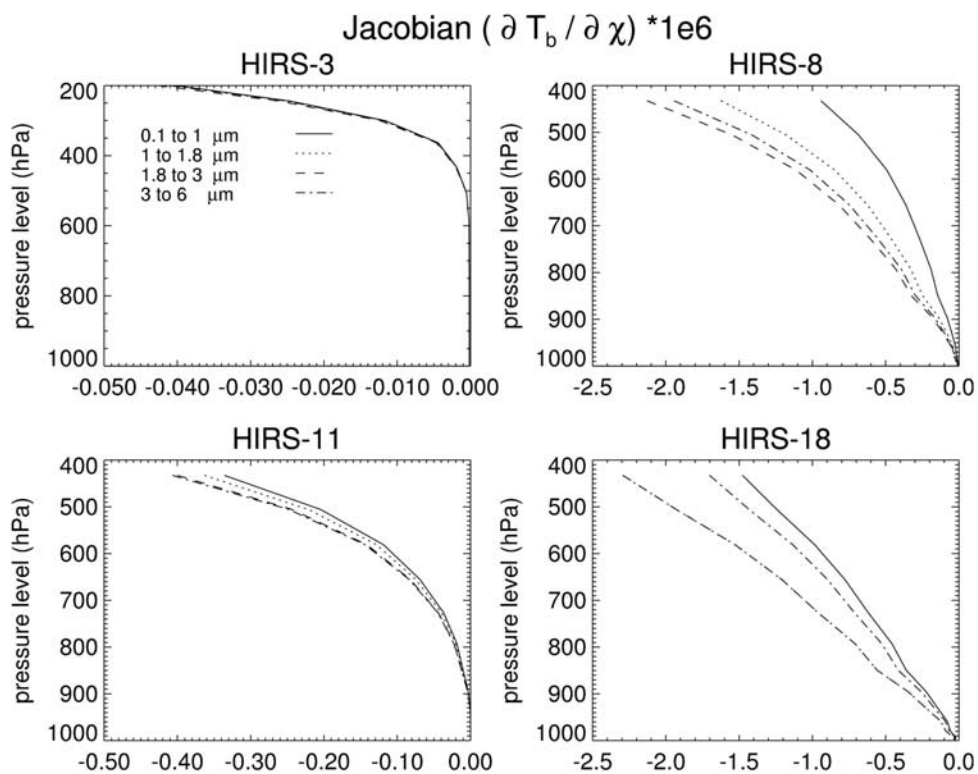 Jacobian ( ∂ T_b / ∂ χ) *1e6
HIRS-3
200
400
600
800
1000
pressure level (hPa)
0.1 to 1 µm
1 to 1.8 µm
1.8 to 3 µm
3 to 6 µm
-0.050 -0.040 -0.030 -0.020 -0.010 0.000
HIRS-8
400
500
600
700
800
900
1000
pressure level (hPa)
-2.5 -2.0 -1.5 -1.0 -0.5 0.0
HIRS-11
400
500
600
700
800
900
1000
pressure level (hPa)
-0.50 -0.40 -0.30 -0.20 -0.10 0.00
HIRS-18
400
500
600
700
800
900
1000
pressure level (hPa)
-2.5 -2.0 -1.5 -1.0 -0.5 0.0